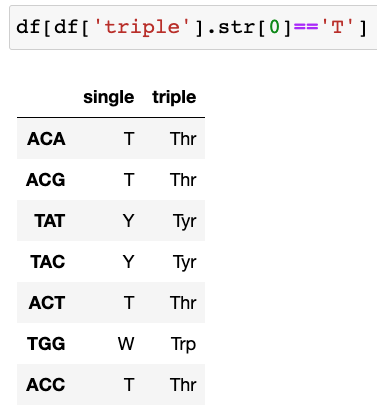 df[df['triple'].str[0]=='T']
single triple
ACA T Thr
ACG T Thr
TAT Y Tyr
TAC Y Tyr
ACT T Thr
TGG W Trp
ACC T Thr